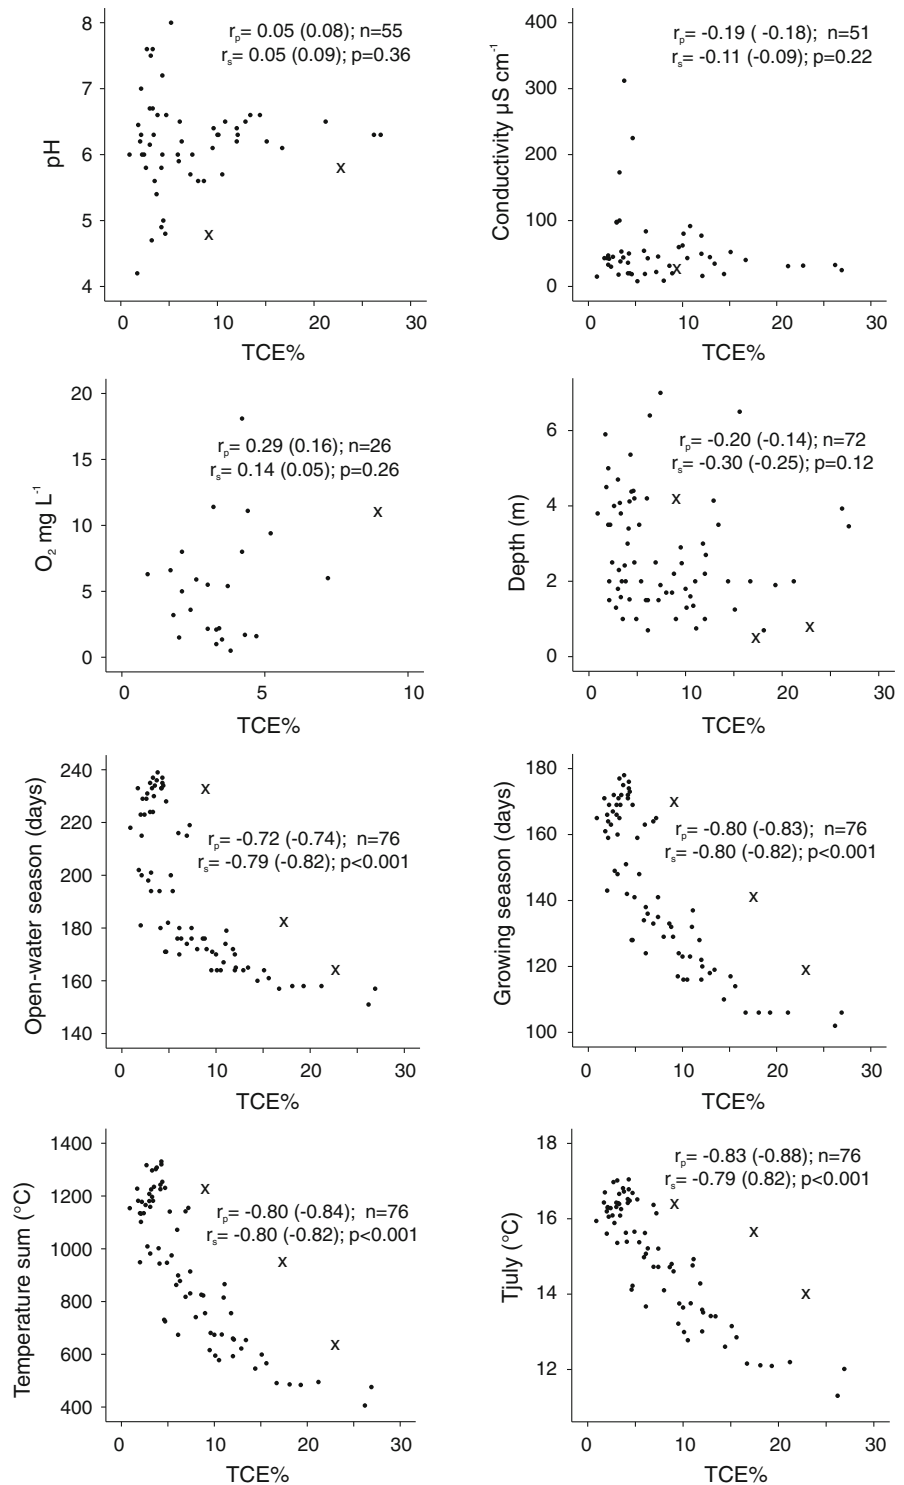 r_p= 0.05 (0.08); n=55
r_s= 0.05 (0.09); p=0.36
pH
8
7
6
5
4
x
x
0 10 20 30
TCE%
r_p= -0.19 ( -0.18); n=51
r_s= -0.11 (-0.09); p=0.22
Conductivity µS cm⁻¹
400
300
200
100
0
x
0 10 20 30
TCE%
r_p= 0.29 (0.16); n=26
r_s= 0.14 (0.05); p=0.26
O₂ mg L⁻¹
20
15
10
5
0
x
0 5 10
TCE%
r_p= -0.20 (-0.14); n=72
r_s= -0.30 (-0.25); p=0.12
Depth (m)
6
4
2
0
x
x
x
0 10 20 30
TCE%
r_p= -0.72 (-0.74); n=76
r_s= -0.79 (-0.82); p<0.001
Open-water season (days)
240
220
200
180
160
140
x
x
x
0 10 20 30
TCE%
r_p= -0.80 (-0.83); n=76
r_s= -0.80 (-0.82); p<0.001
Growing season (days)
180
160
140
120
100
x
x
x
0 10 20 30
TCE%
r_p= -0.80 (-0.84); n=76
r_s= -0.80 (-0.82); p<0.001
Temperature sum (°C)
1400
1200
1000
800
600
400
x
x
x
0 10 20 30
TCE%
r_p= -0.83 (-0.88); n=76
r_s= -0.79 (0.82); p<0.001
Tjuly (°C)
18
16
14
12
x
x
x
0 10 20 30
TCE%